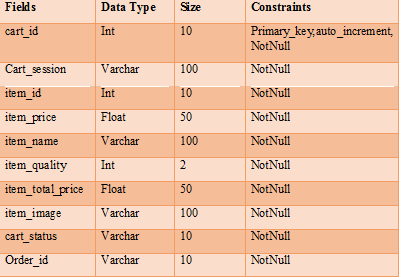 Fields Data Type Size Constraints
cart_id Int 10 Primary_key,auto_increment,
NotNull
Cart_session Varchar 100 NotNull
item_id Int 10 NotNull
item_price Float 50 NotNull
item_name Varchar 100 NotNull
item_quality Int 2 NotNull
item_total_price Float 50 NotNull
item_image Varchar 100 NotNull
cart_status Varchar 10 NotNull
Order_id Varchar 10 NotNull